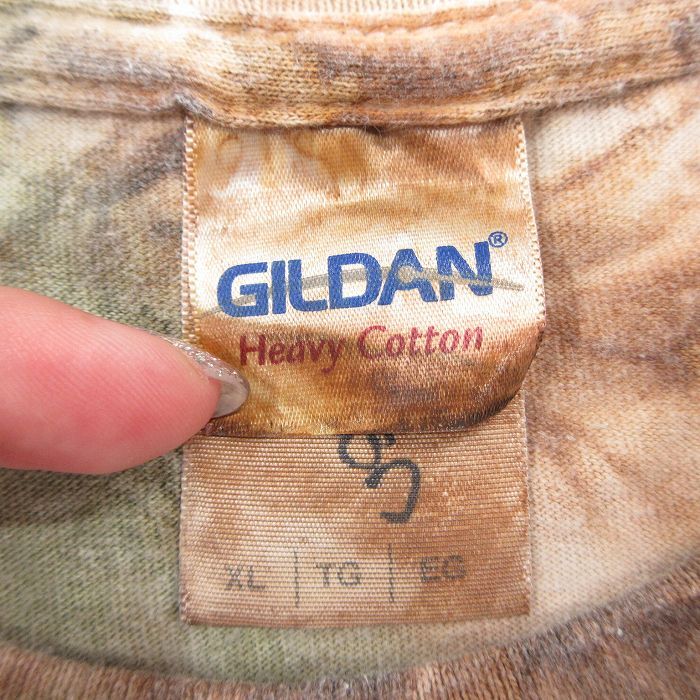 GILDAN®
Heavy Cotton
XL | TG | EG